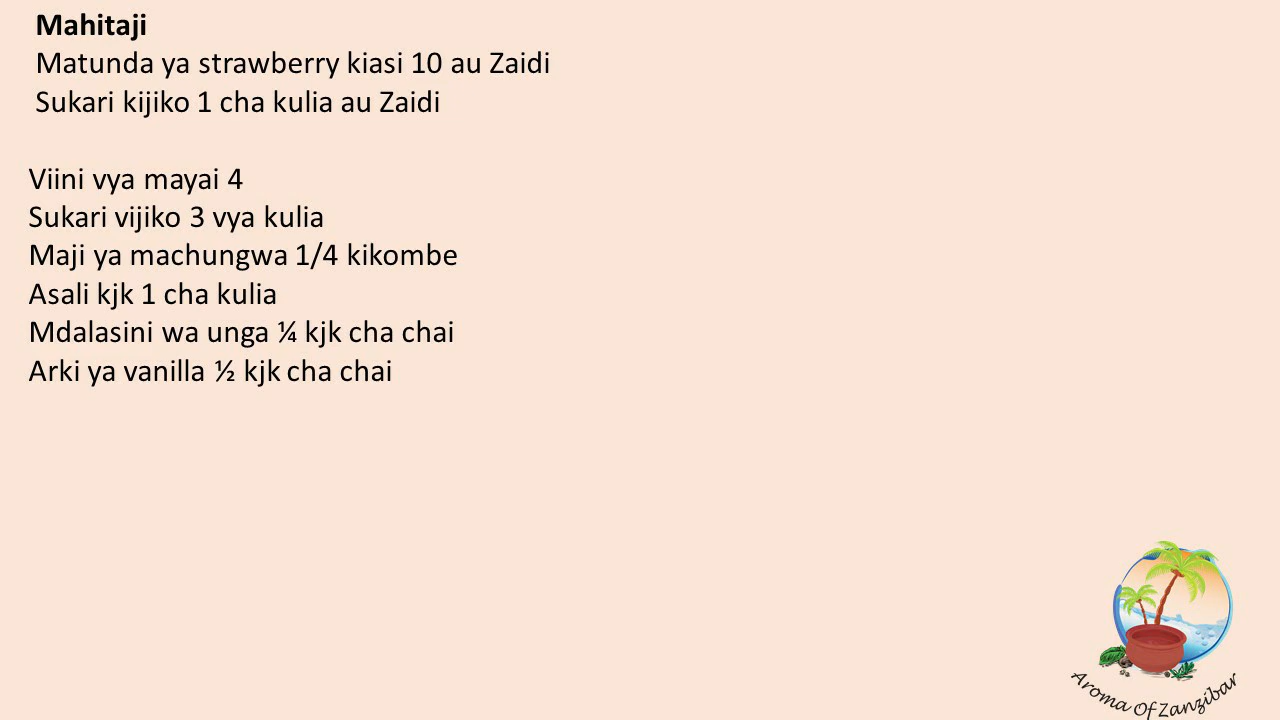 Mahitaji
Matunda ya strawberry kiasi 10 au Zaidi
Sukari kijiko 1 cha kulia au Zaidi
Viini vya mayai 4
Sukari vijiko 3 vya kulia
Maji ya machungwa 1/4 kikombe
Asali kjk 1 cha kulia
Mdalasini wa unga ¼ kjk cha chai
Arki ya vanilla ½ kjk cha chai
Aroma Of Zanzibar